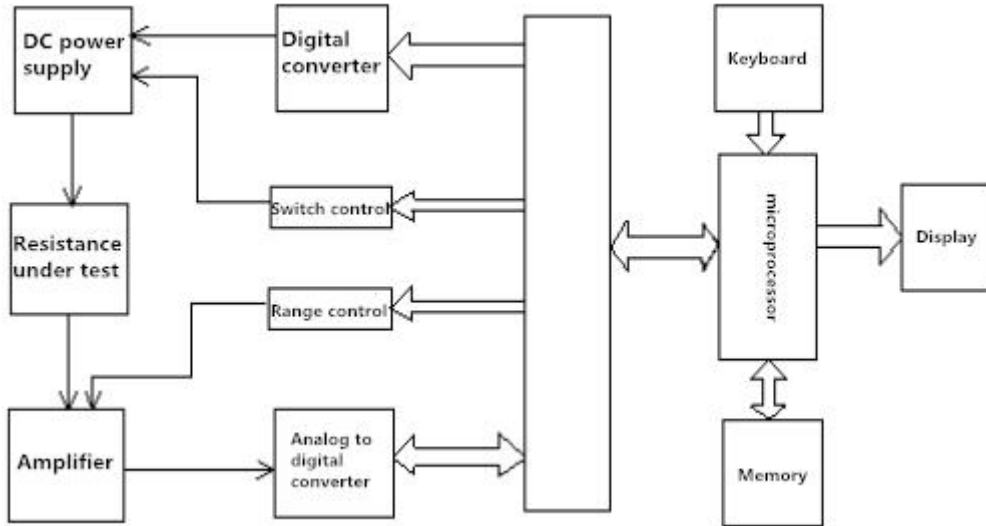 DC power
supply
Digital
converter
Keyboard
Switch control
microprocessor
Resistance
under test
Display
Range control
Amplifier
Analog to
digital
converter
Memory